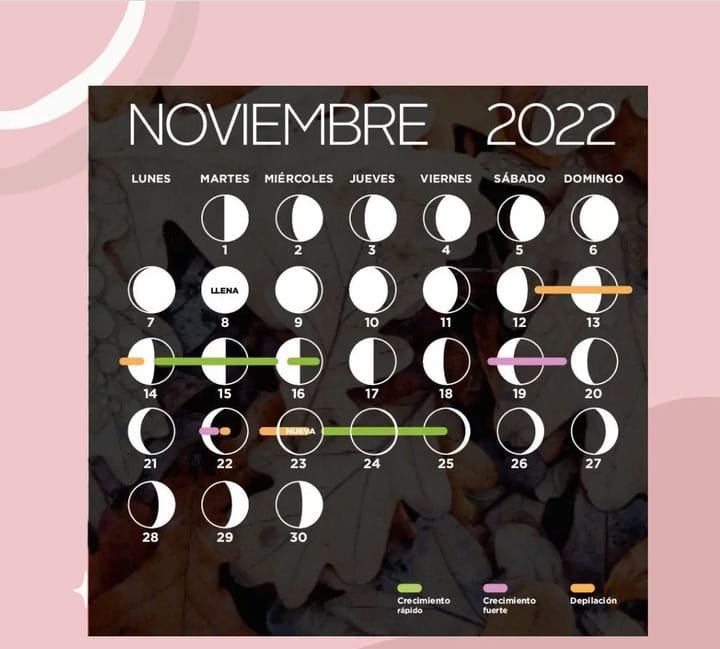 NOVIEMBRE 2022
LUNES MARTES MIÉRCOLES JUEVES VIERNES SÁBADO DOMINGO
1 2 3 4 5 6
LLENA
7 8 9 10 11 12 13
14 15 16 17 18 19 20
NUEVA
21 22 23 24 25 26 27
28 29 30
Crecimiento rápido
Crecimiento fuerte
Depilación